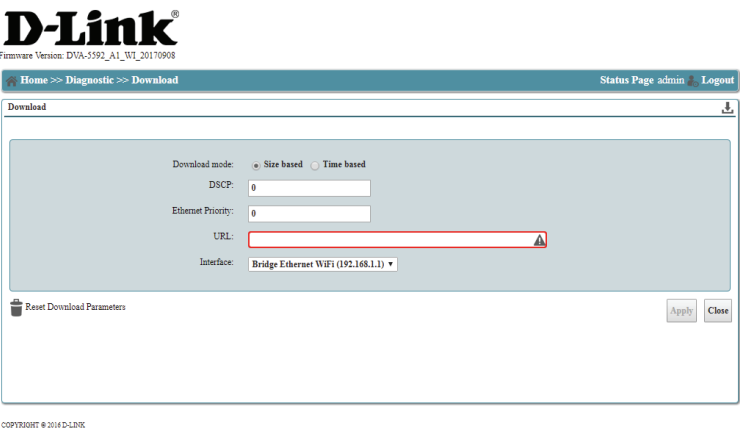 D-Link®
Firmware Version: DVA-5592_A1_WI_20170908
Home >> Diagnostic >> Download Status Page admin Logout
Download
Download mode: Size based Time based
DSCP: 0
Ethernet Priority: 0
URL:
Interface: Bridge Ethernet WiFi (192.168.1.1) ▾
Reset Download Parameters Apply Close
COPYRIGHT © 2016 D-LINK